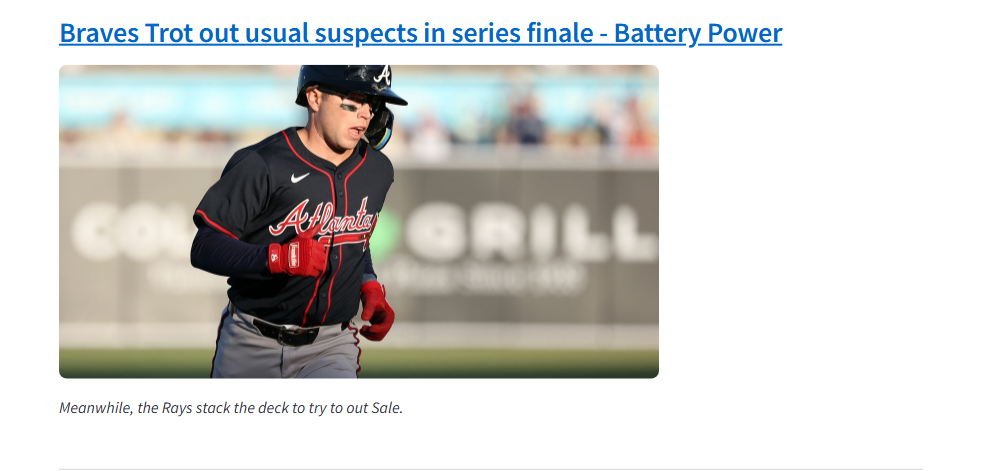 Braves Trot out usual suspects in series finale - Battery Power
A
Atlanta
GRILL
Meanwhile, the Rays stack the deck to try to out Sale.